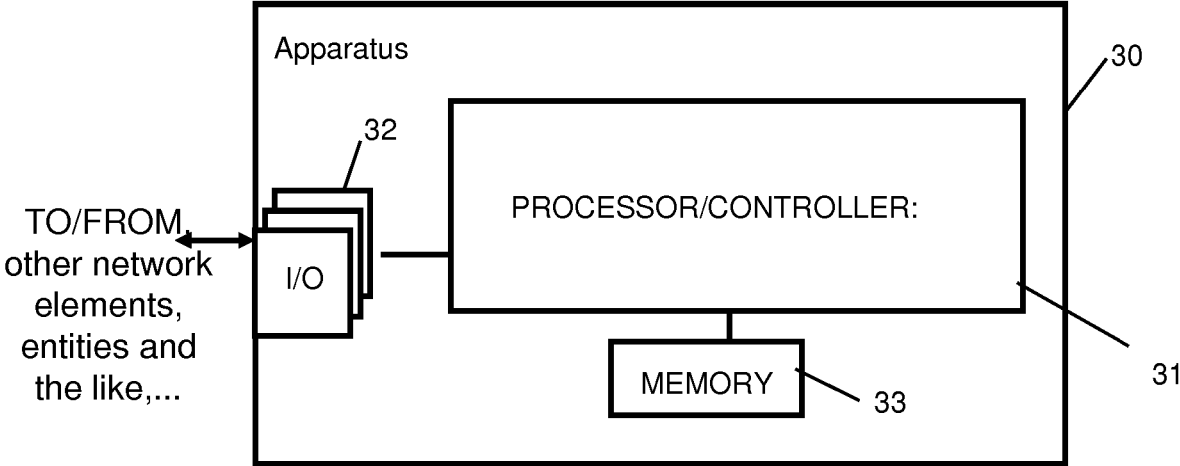 Apparatus
30
32
PROCESSOR/CONTROLLER:
TO/FROM,
other network
elements,
entities and
the like,...
I/O
MEMORY
33
31